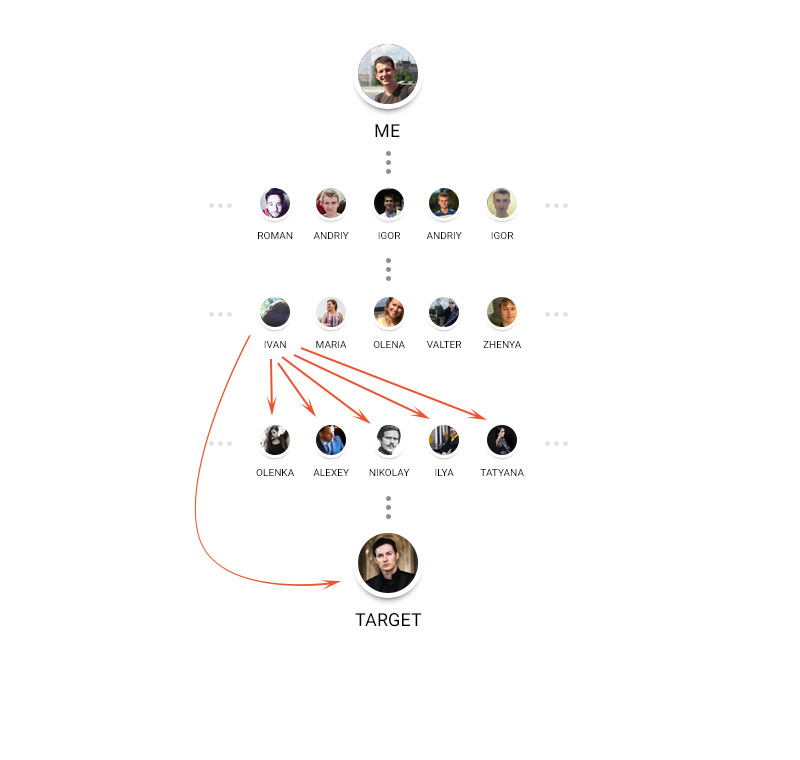 ME
ROMAN ANDRIY IGOR ANDRIY IGOR
IVAN MARIA OLENA VALTER ZHENYA
OLENKA ALEXEY NIKOLAY ILYA TATYANA
TARGET